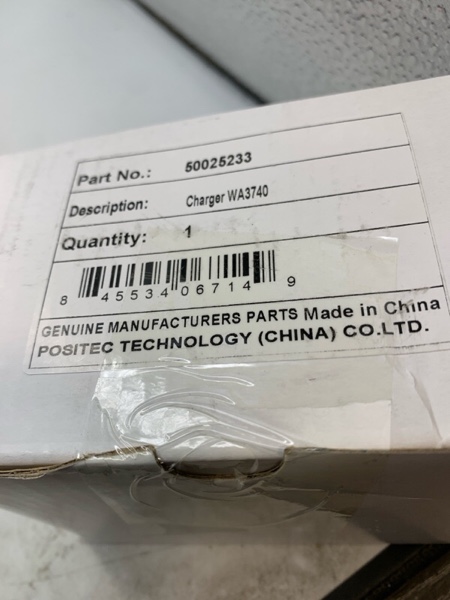 Part No.: 50025233
Description: Charger WA3740
Quantity: 1
8 45534 06714 9
GENUINE MANUFACTURERS PARTS Made in China
POSITEC TECHNOLOGY (CHINA) CO.LTD.